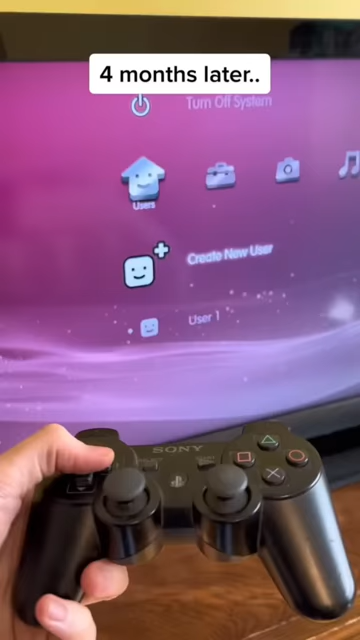 4 months later..
Turn Off System
Users
Create New User
User 1
SONY